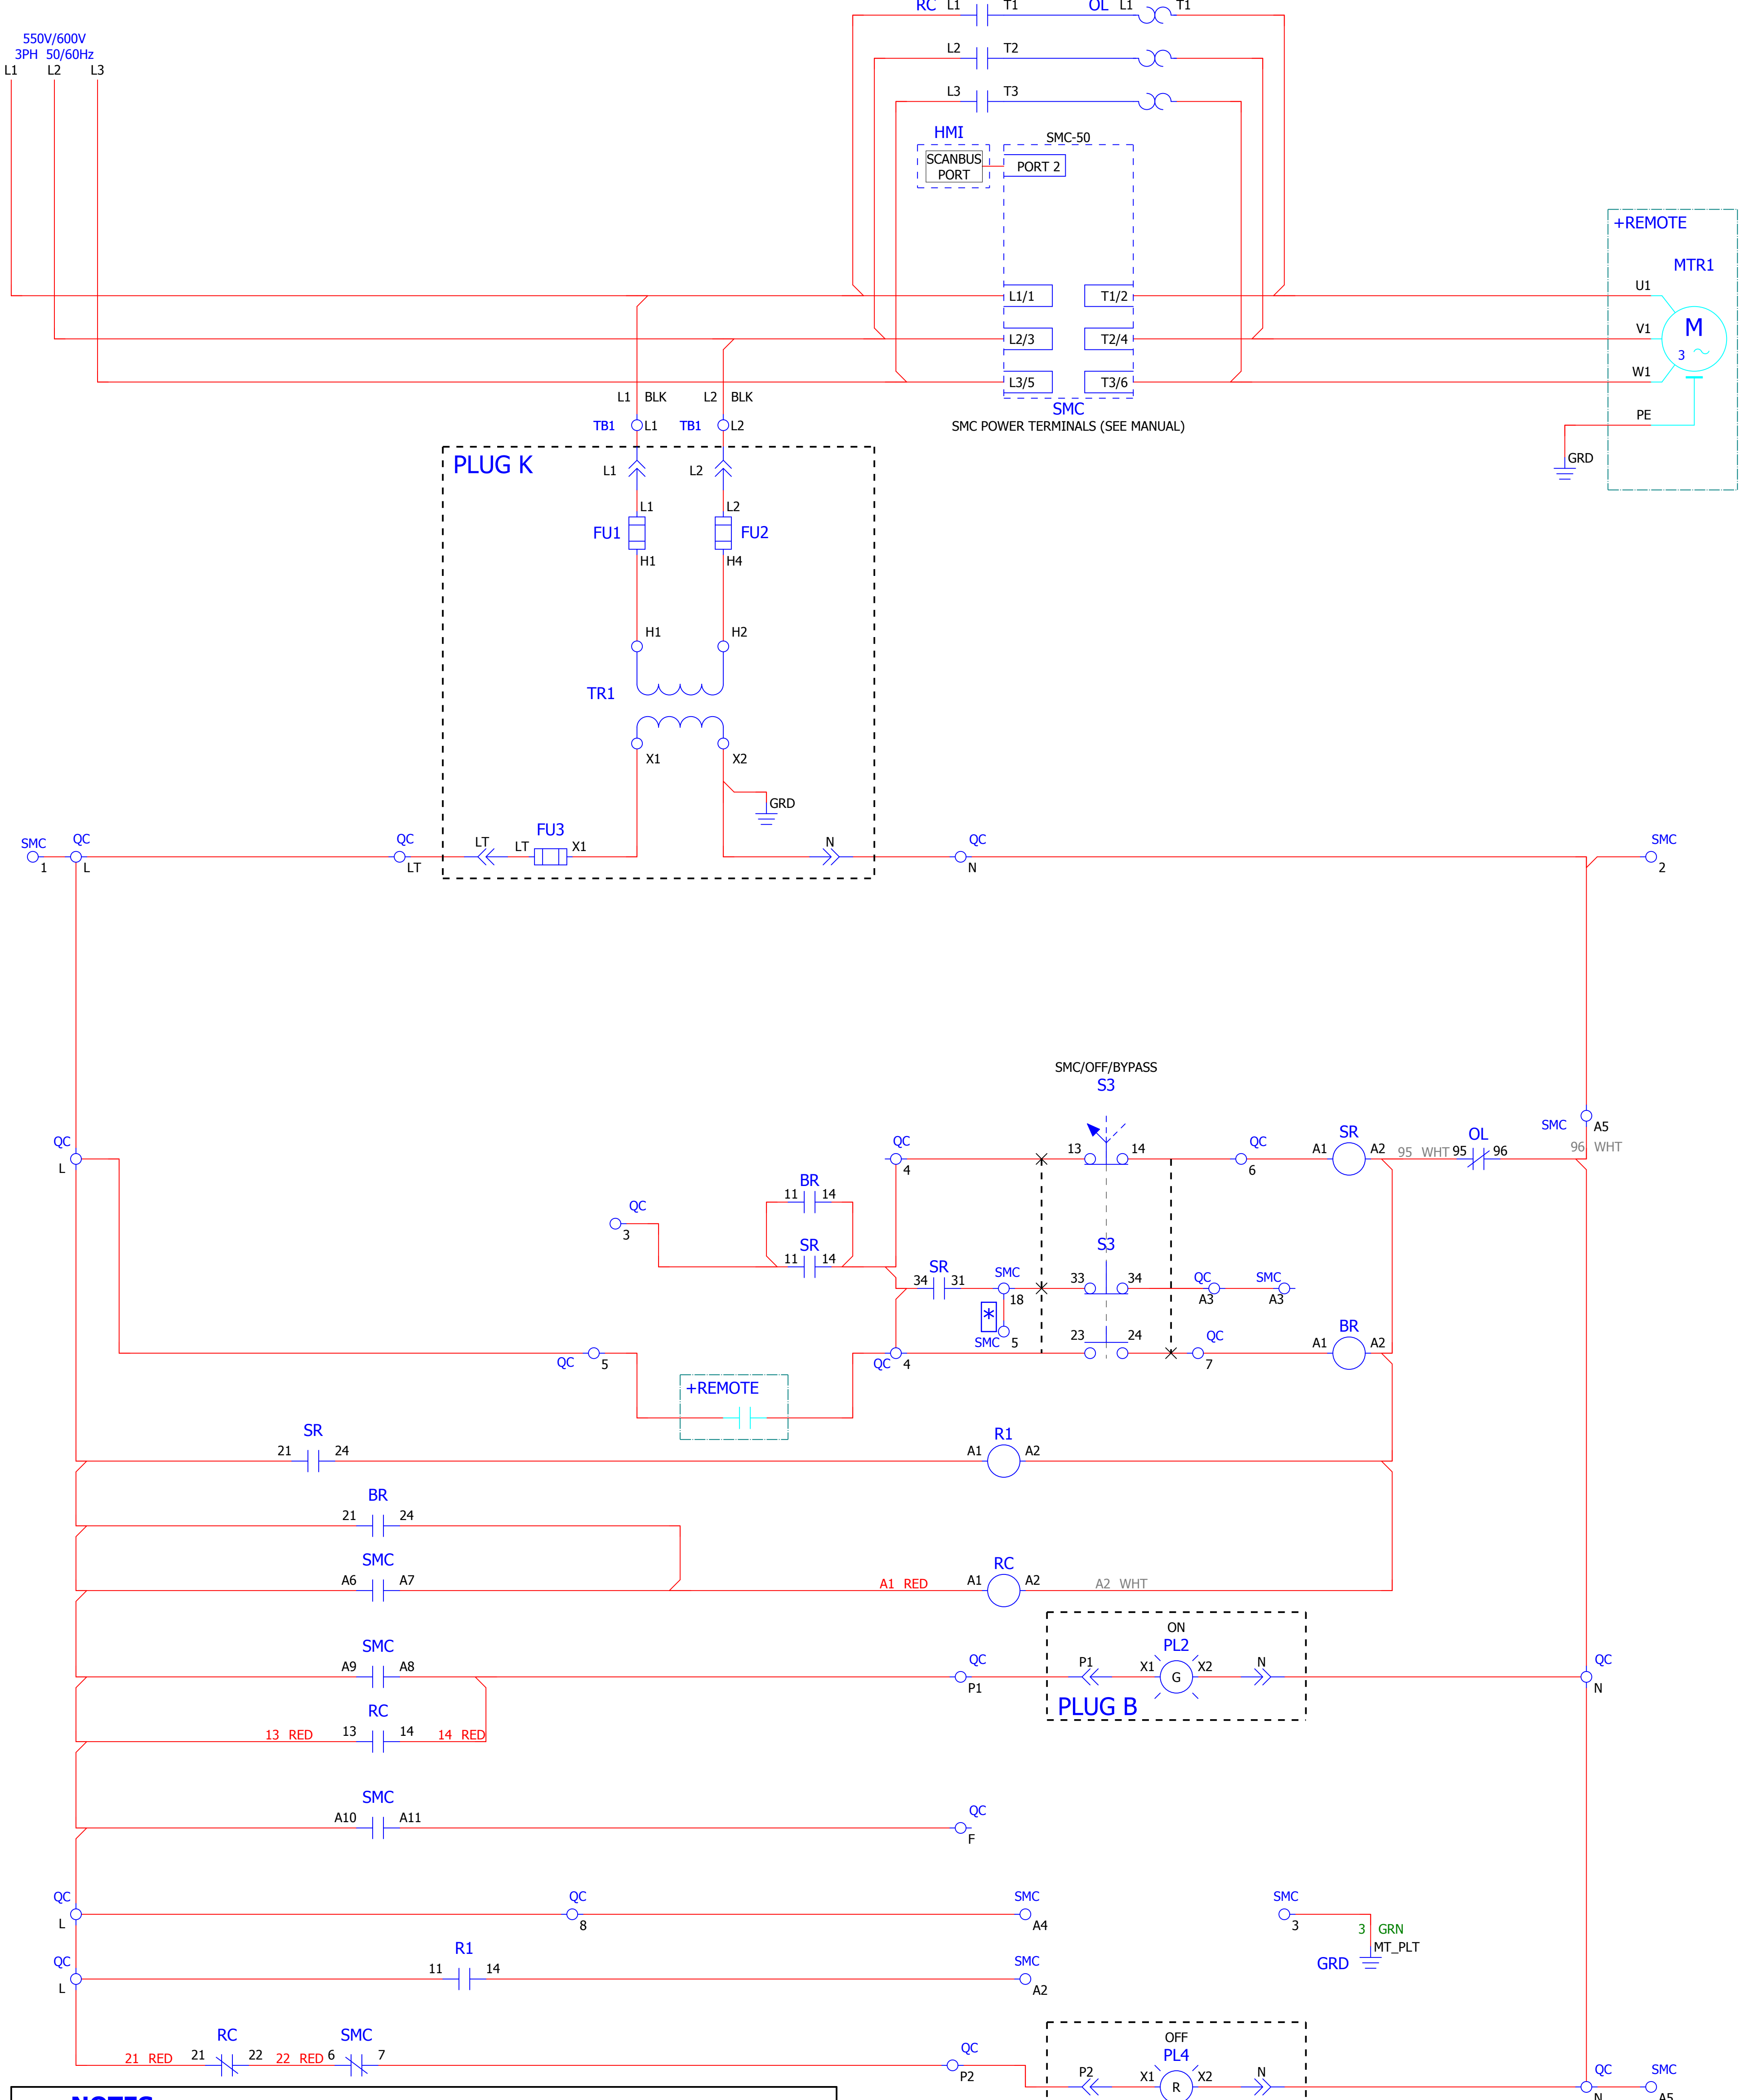 RC L1 T1 OL L1 T1
550V/600V
3PH 50/60Hz
L1 L2 L3
L2 T2
L3 T3
HMI
SMC-50
SCANBUS
PORT
PORT 2
+REMOTE
MTR1
L1/1 T1/2 U1
M
3
L2/3 T2/4 V1
L3/5 T3/6 W1
L1 BLK L2 BLK
SMC
PE
TB1 L1 TB1 L2
SMC POWER TERMINALS (SEE MANUAL)
GRD
PLUG K
L1 L2
L1 L2
FU1 FU2
H1 H4
H1 H2
TR1
X1 X2
GRD
SMC QC QC LT LT FU3 X1 N QC SMC
1 L LT N 2
SMC/OFF/BYPASS
S3
SMC A5
QC QC 13 14 QC SR OL 96 WHT
L 4 6 A1 A2 95 WHT 95 96
BR
11 14
QC
3
SR
11 14
S3
SR
34 31 SMC 33 34 QC SMC
18 A3 A3
*
SMC 5
23 24 QC BR
QC 5 QC 4 7 A1 A2
+REMOTE
SR R1
21 24 A1 A2
BR
21 24
SMC RC
A6 A7 A1 RED A1 A2 A2 WHT
ON
SMC PL2
A9 A8 QC P1 X1 G X2 N QC
P1 N
PLUG B
RC
13 RED 13 14 14 RED
SMC
A10 A11 QC
F
QC QC SMC SMC
L 8 A4 3
3 GRN
MT_PLT
GRD
QC R1 SMC
L 11 14 A2
OFF
RC SMC PL4
21 RED 21 22 22 RED 6 7 QC
P2
P2 X1 R X2 N QC SMC
N A5
NOTES